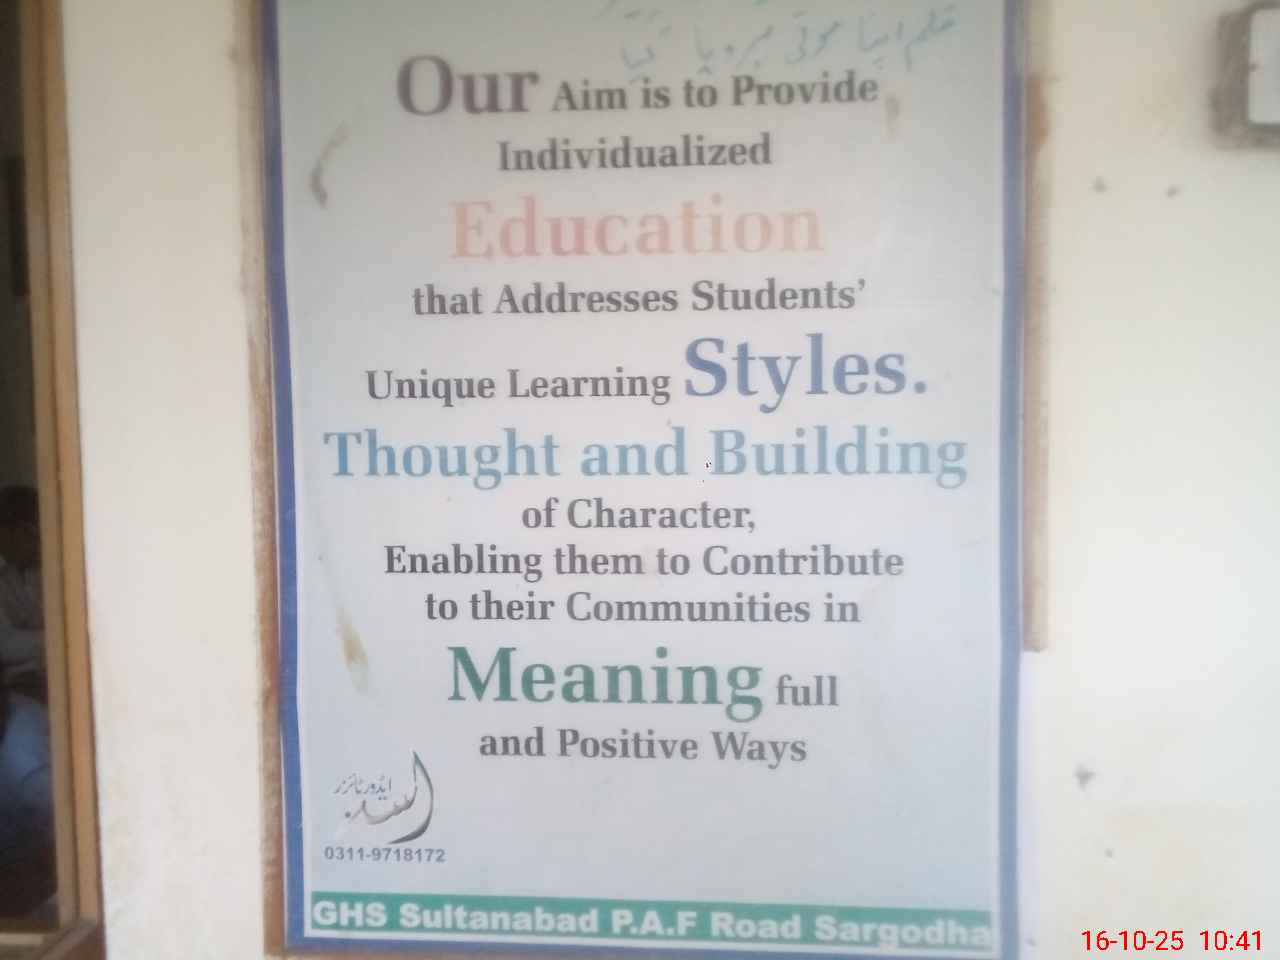 Our Aim is to Provide
Individualized
Education
that Addresses Students’
Unique Learning Styles.
Thought and Building
of Character,
Enabling them to Contribute
to their Communities in
Meaning full
and Positive Ways
ایڈورٹائزر
0311-9718172
GHS Sultanabad P.A.F Road Sargodha
16-10-25 10:41